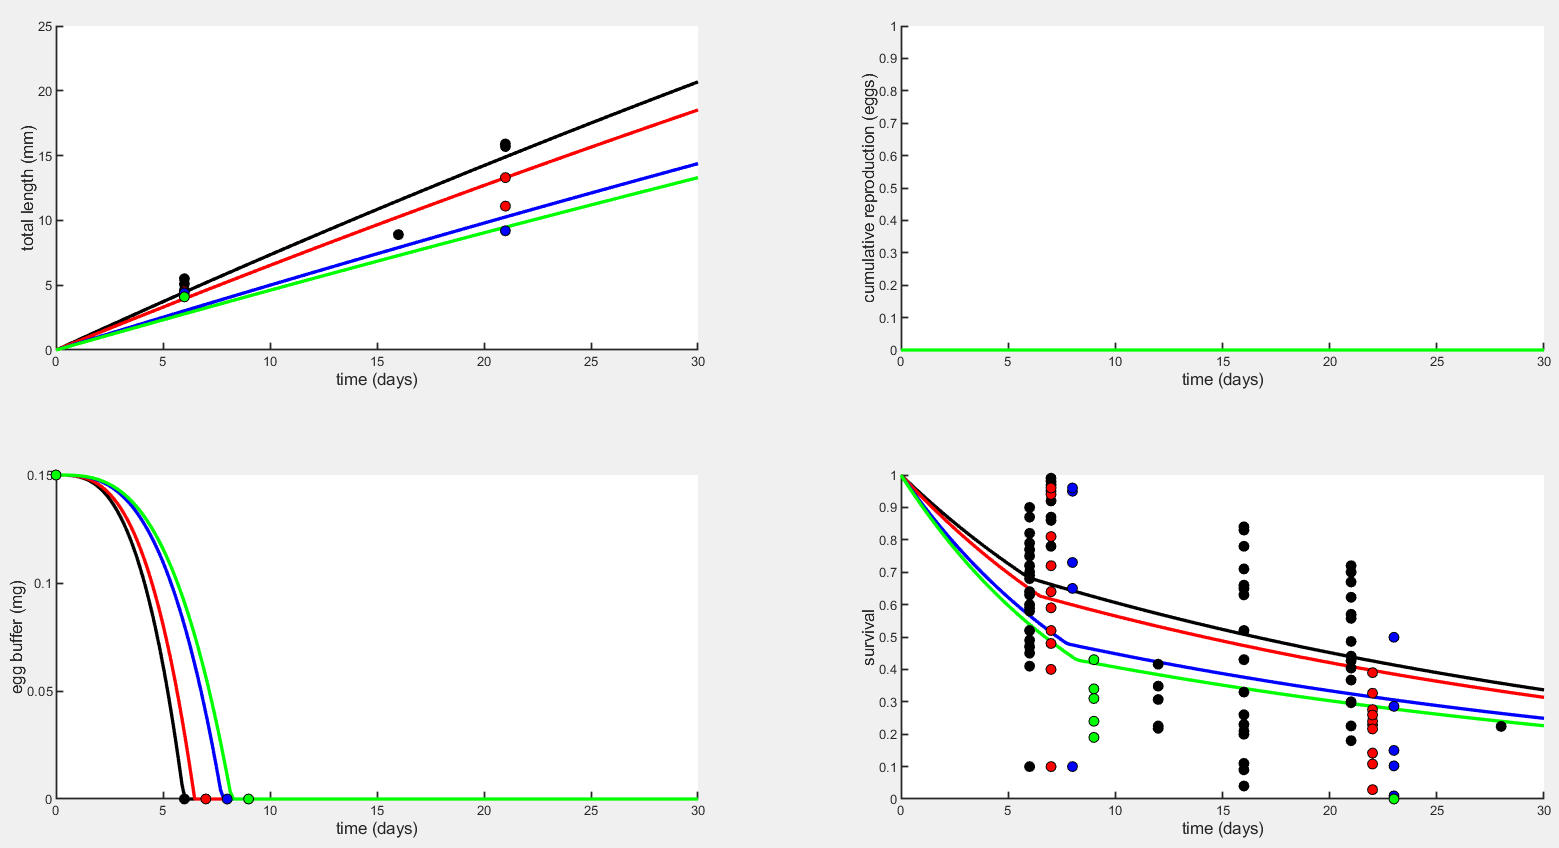 25
20
15
10
5
0
total length (mm)
0 5 10 15 20 25 30
time (days)
1
0.9
0.8
0.7
0.6
0.5
0.4
0.3
0.2
0.1
0
cumulative reproduction (eggs)
0 5 10 15 20 25 30
time (days)
0.15
0.1
0.05
0
egg buffer (mg)
0 5 10 15 20 25 30
time (days)
1
0.9
0.8
0.7
0.6
0.5
0.4
0.3
0.2
0.1
0
survival
0 5 10 15 20 25 30
time (days)